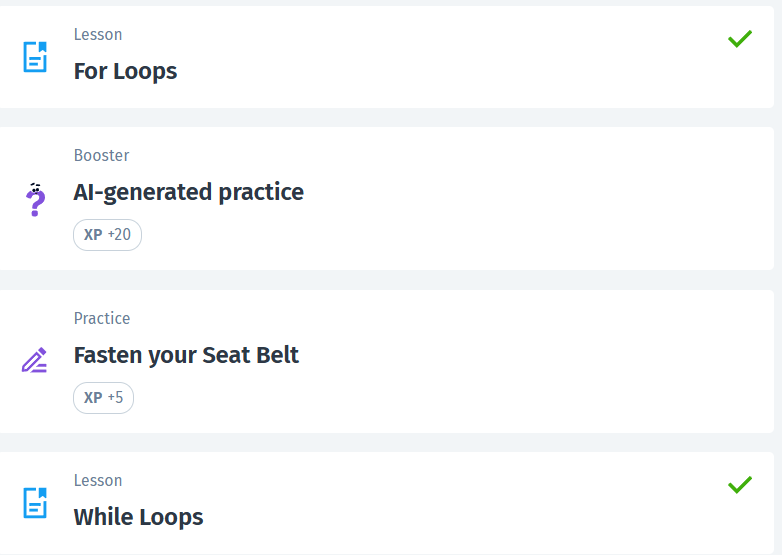 Lesson
For Loops
Booster
AI-generated practice
XP +20
Practice
Fasten your Seat Belt
XP +5
Lesson
While Loops